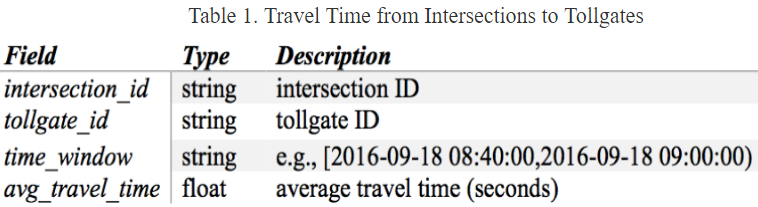 Table 1. Travel Time from Intersections to Tollgates
Field Type Description
intersection_id string intersection ID
tollgate_id string tollgate ID
time_window string e.g., [2016-09-18 08:40:00,2016-09-18 09:00:00)
avg_travel_time float average travel time (seconds)